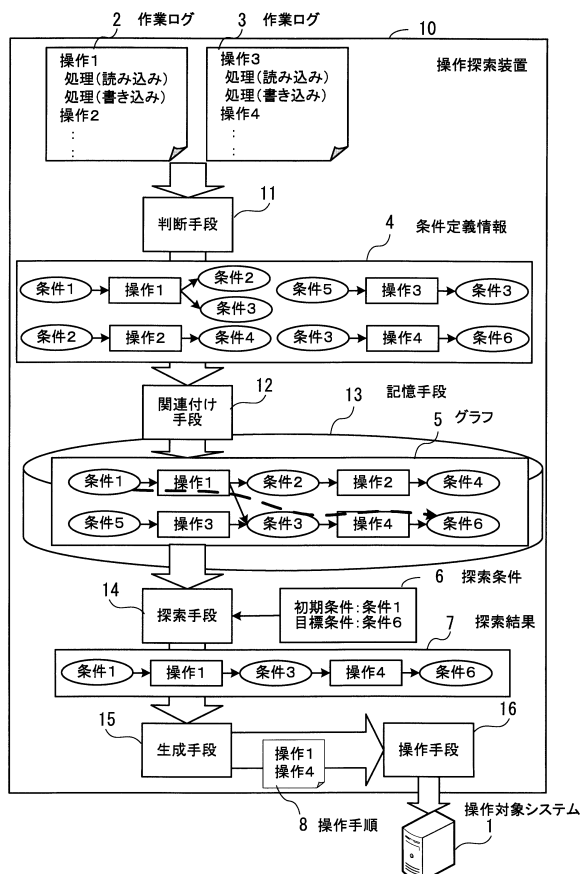 2 作業ログ
3 作業ログ
10
操作探索装置
操作1
処理(読み込み)
処理(書き込み)
操作2
⋮
操作3
処理(読み込み)
処理(書き込み)
操作4
⋮
判断手段
11
4
条件定義情報
条件1 操作1 条件2
条件3
条件5 操作3 条件3
条件2 操作2 条件4
条件3 操作4 条件6
関連付け
手段
12
13
記憶手段
5 グラフ
条件1 操作1 条件2 操作2 条件4
条件5 操作3 条件3 操作4 条件6
14
探索手段
6 探索条件
初期条件:条件1
目標条件:条件6
7 探索結果
条件1 操作1 条件3 操作4 条件6
15
生成手段
操作1
操作4
8 操作手順
16
操作手段
操作対象システム
1